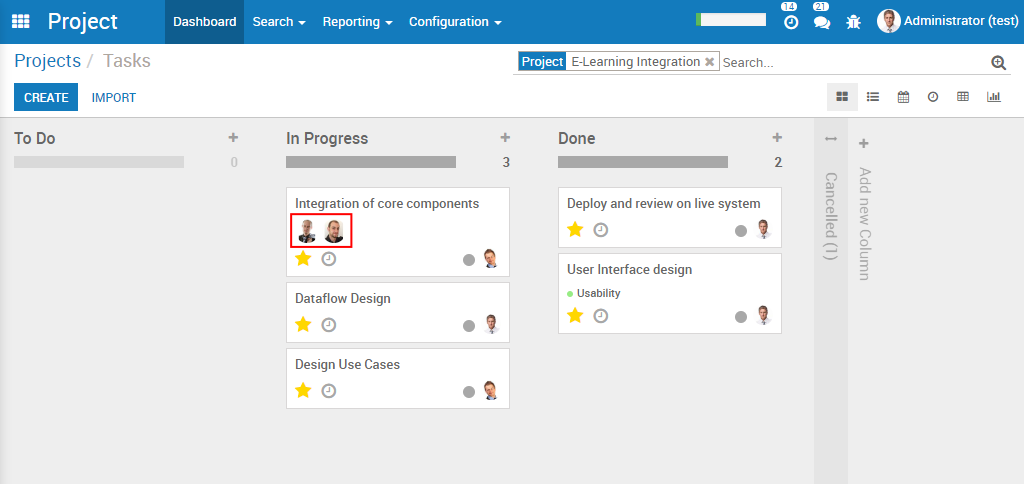 Project
Dashboard
Search
Reporting
Configuration
14
21
Administrator (test)
Projects / Tasks
Project
E-Learning Integration
Search...
CREATE
IMPORT
To Do
0
In Progress
3
Integration of core components
Dataflow Design
Design Use Cases
Done
2
Deploy and review on live system
User Interface design
Usability
Cancelled (1)
Add new Column